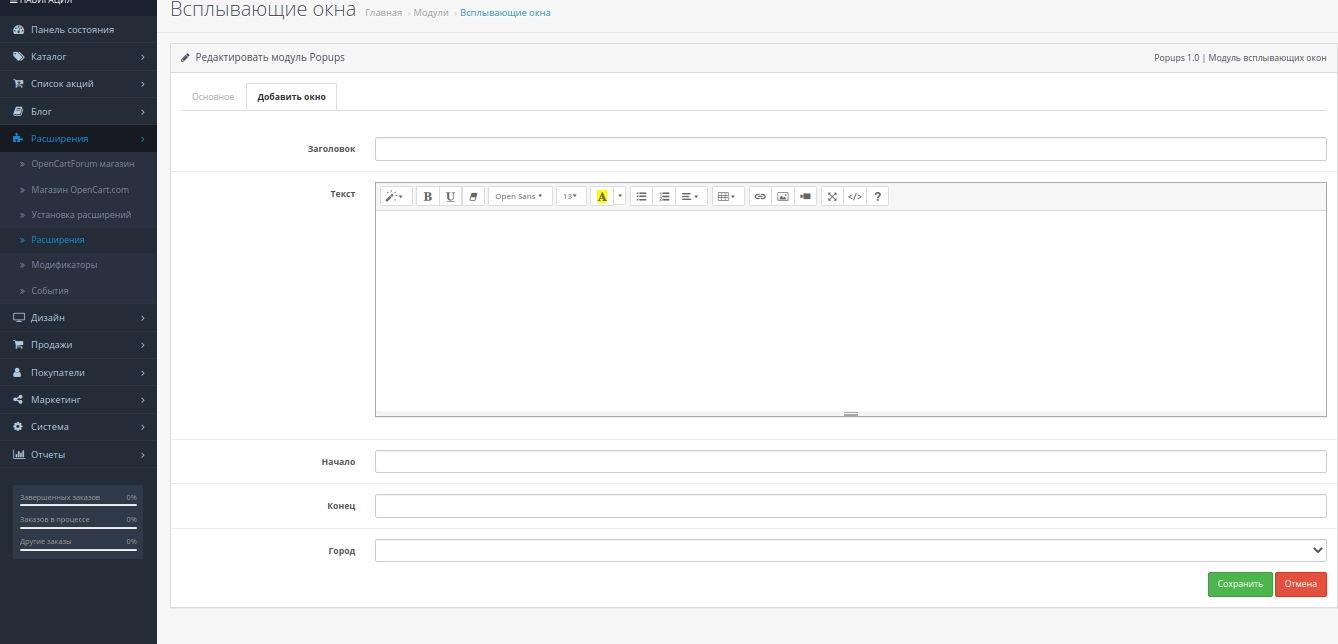 НАВИГАЦИЯ
Всплывающие окна Главная › Модули › Всплывающие окна
Панель состояния
Каталог
Список акций
Блог
Расширения
» OpenCartForum магазин
» Магазин OpenCart.com
» Установка расширений
» Расширения
» Модификаторы
» События
Дизайн
Продажи
Покупатели
Маркетинг
Система
Отчеты
Завершенных заказов 0%
Заказов в процессе 0%
Другие заказы 0%
Редактировать модуль Popups Popups 1.0 | Модуль всплывающих окон
Основное Добавить окно
Заголовок
Текст
B U Open Sans 13 A </> ?
Начало
Конец
Город
Сохранить Отмена